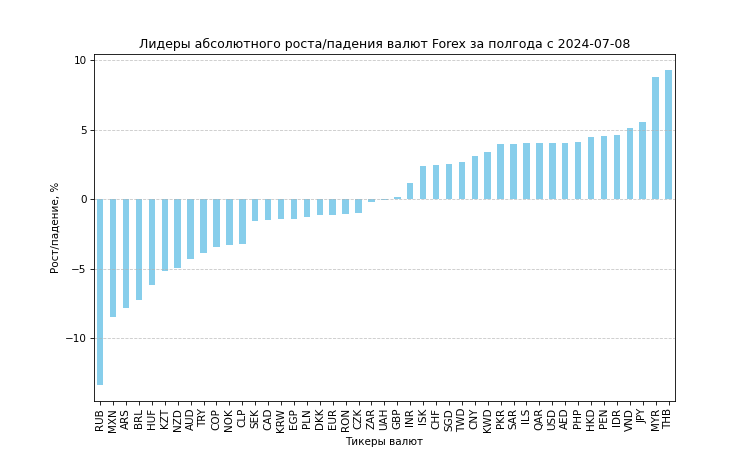 Лидеры абсолютного роста/падения валют Forex за полгода с 2024-07-08
Рост/падение, %
10
5
0
−5
−10
RUB MXN ARS BRL HUF KZT NZD AUD TRY COP NOK CLP SEK CAD KRW EGP PLN DKK EUR RON CZK ZAR UAH GBP INR ISK CHF SGD TWD CNY KWD PKR SAR ILS QAR USD AED PHP HKD PEN IDR VND JPY MYR THB
Тикеры валют